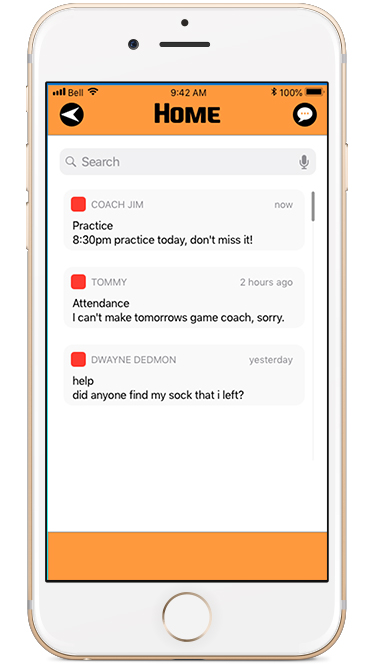 Bell 9:42 AM 100%
HOME
Search
COACH JIM now
Practice
8:30pm practice today, don't miss it!
TOMMY 2 hours ago
Attendance
I can't make tomorrows game coach, sorry.
DWAYNE DEDMON yesterday
help
did anyone find my sock that i left?